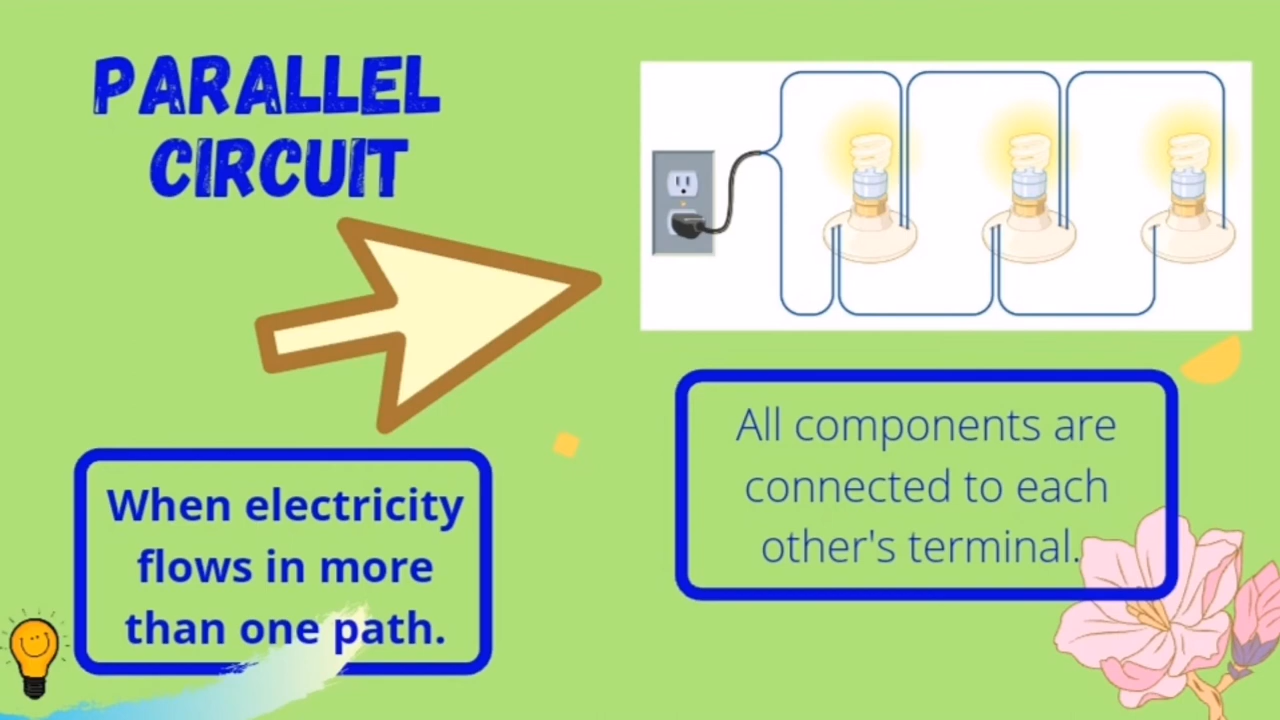 PARALLEL
CIRCUIT
When electricity
flows in more
than one path.
All components are
connected to each
other's terminal.